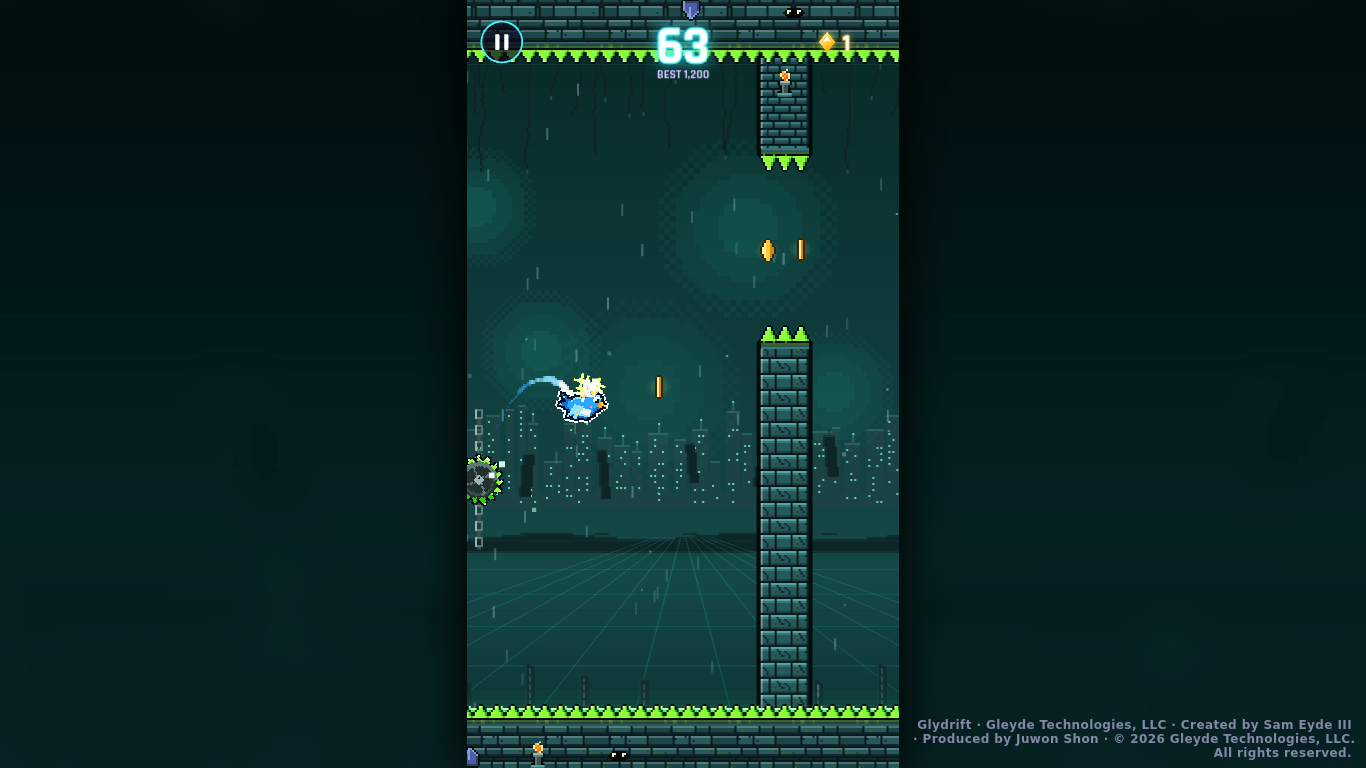 63
1
BEST 1,200
Glydrift · Gleyde Technologies, LLC · Created by Sam Eyde III
· Produced by Juwon Shon · © 2026 Gleyde Technologies, LLC.
All rights reserved.